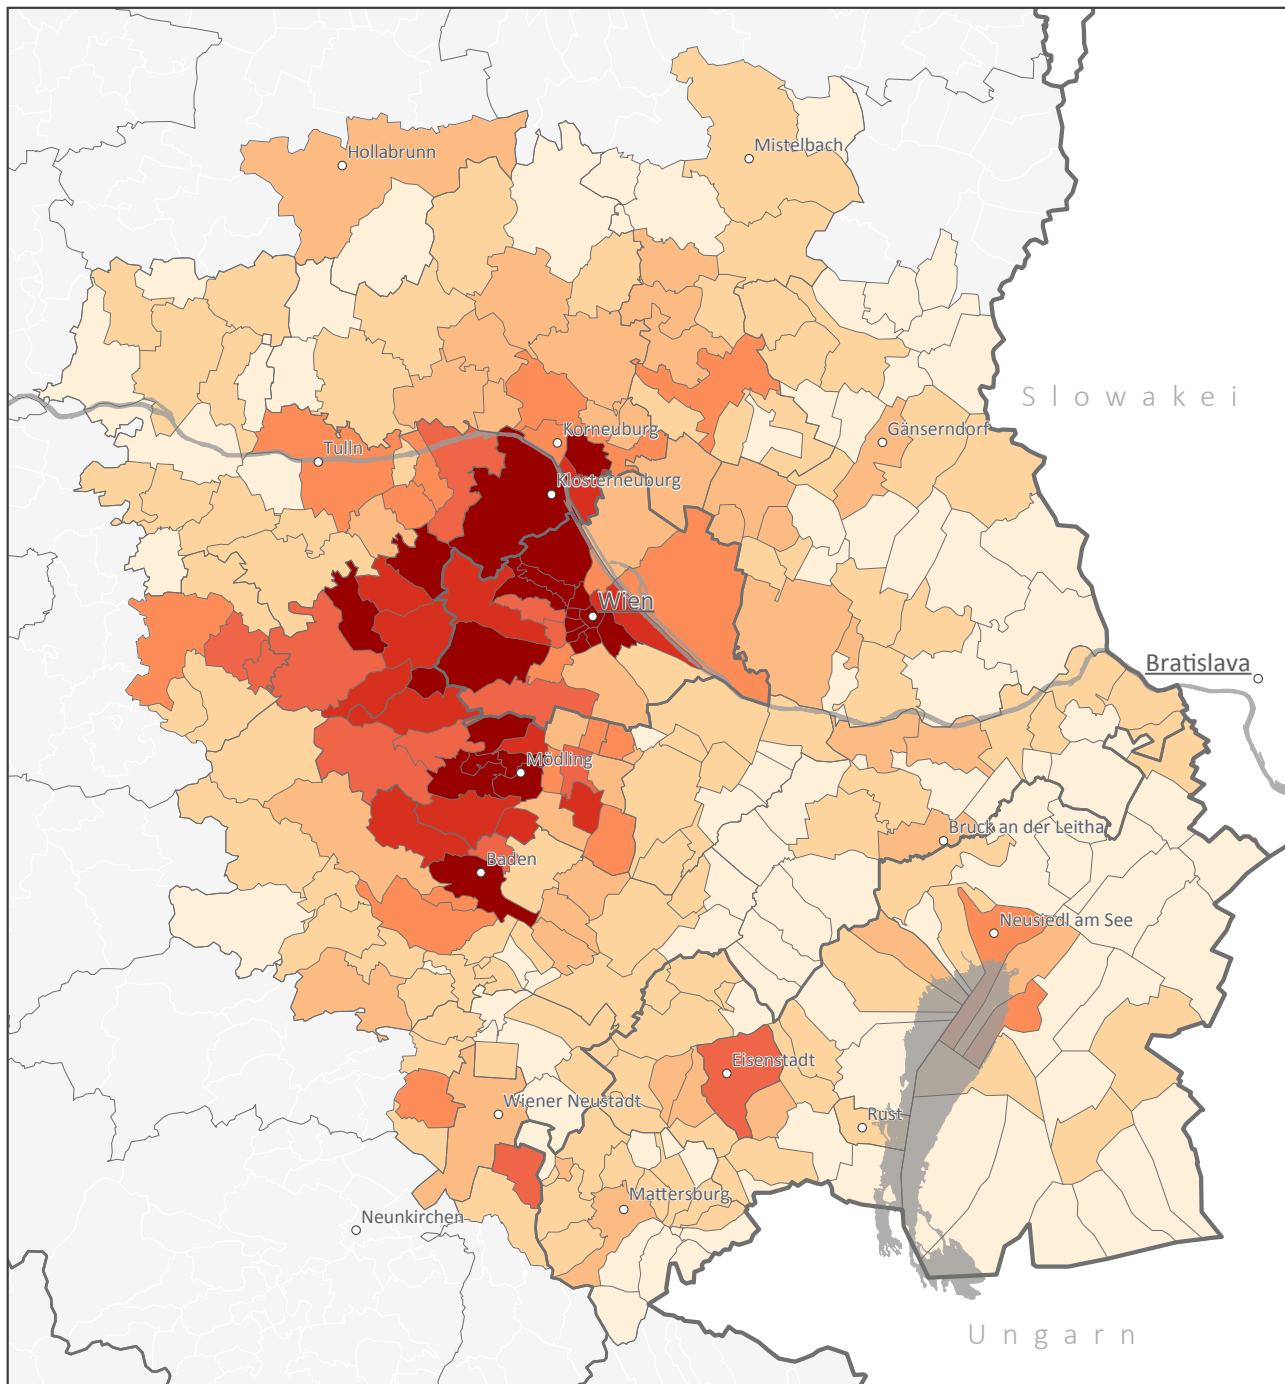 Mistelbach
Hollabrunn
Slowakei
Korneuburg
Gänserndorf
Tulln
Klosterneuburg
Wien
Bratislava
Mödling
Bruck an der Leitha
Baden
Neusiedl am See
Eisenstadt
Wiener Neustadt
Rust
Mattersburg
Neunkirchen
Ungarn